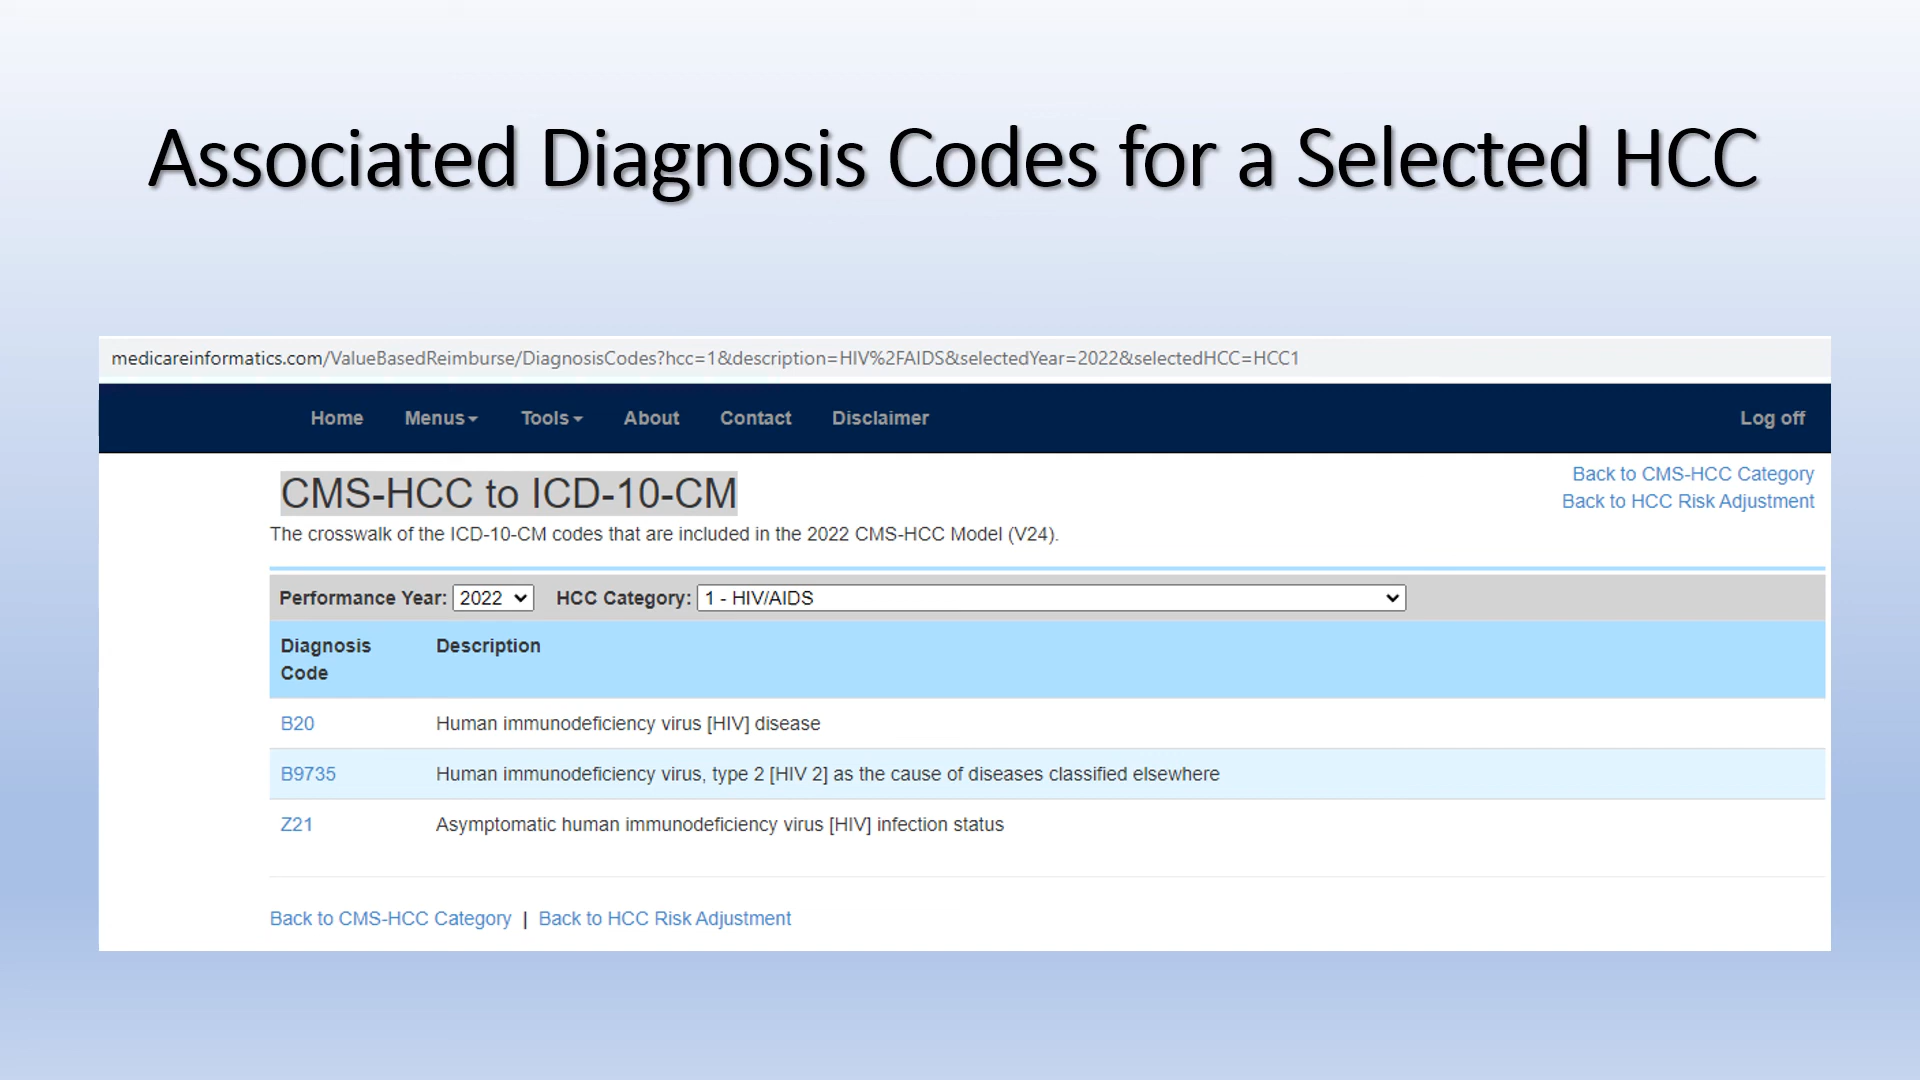 Associated Diagnosis Codes for a Selected HCC
medicareinformatics.com/ValueBasedReimburse/DiagnosisCodes?hcc=1&description=HIV%2FAIDS&selectedYear=2022&selectedHCC=HCC1
Home Menus Tools About Contact Disclaimer Log off
Back to CMS-HCC Category
CMS-HCC to ICD-10-CM
Back to HCC Risk Adjustment
The crosswalk of the ICD-10-CM codes that are included in the 2022 CMS-HCC Model (V24).
Performance Year: 2022 HCC Category: 1 - HIV/AIDS
Diagnosis Code Description
B20 Human immunodeficiency virus [HIV] disease
B9735 Human immunodeficiency virus, type 2 [HIV 2] as the cause of diseases classified elsewhere
Z21 Asymptomatic human immunodeficiency virus [HIV] infection status
Back to CMS-HCC Category | Back to HCC Risk Adjustment